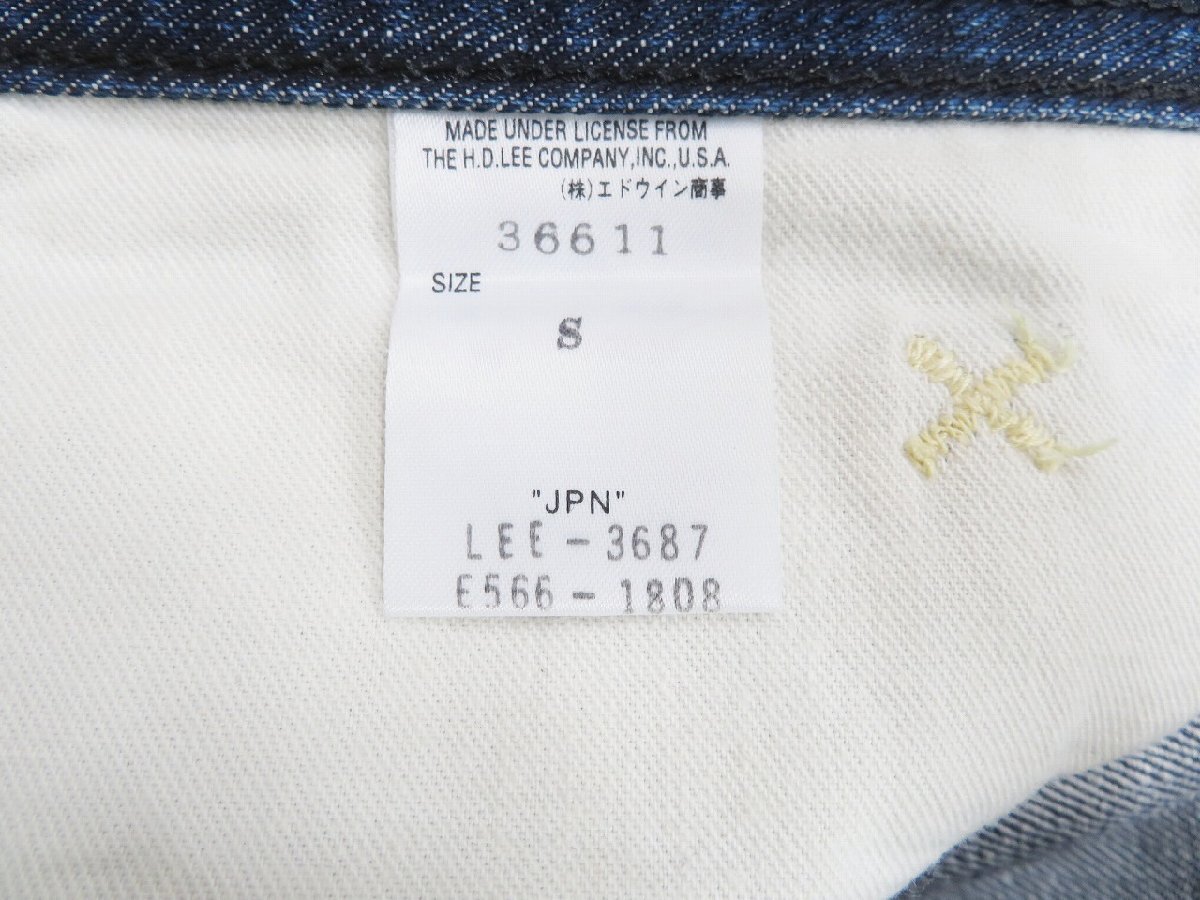 MADE UNDER LICENSE FROM
THE H.D.LEE COMPANY,INC.,U.S.A.
(株)エドウイン商事
36611
SIZE
S
"JPN"
LEE-3687
E566-1808